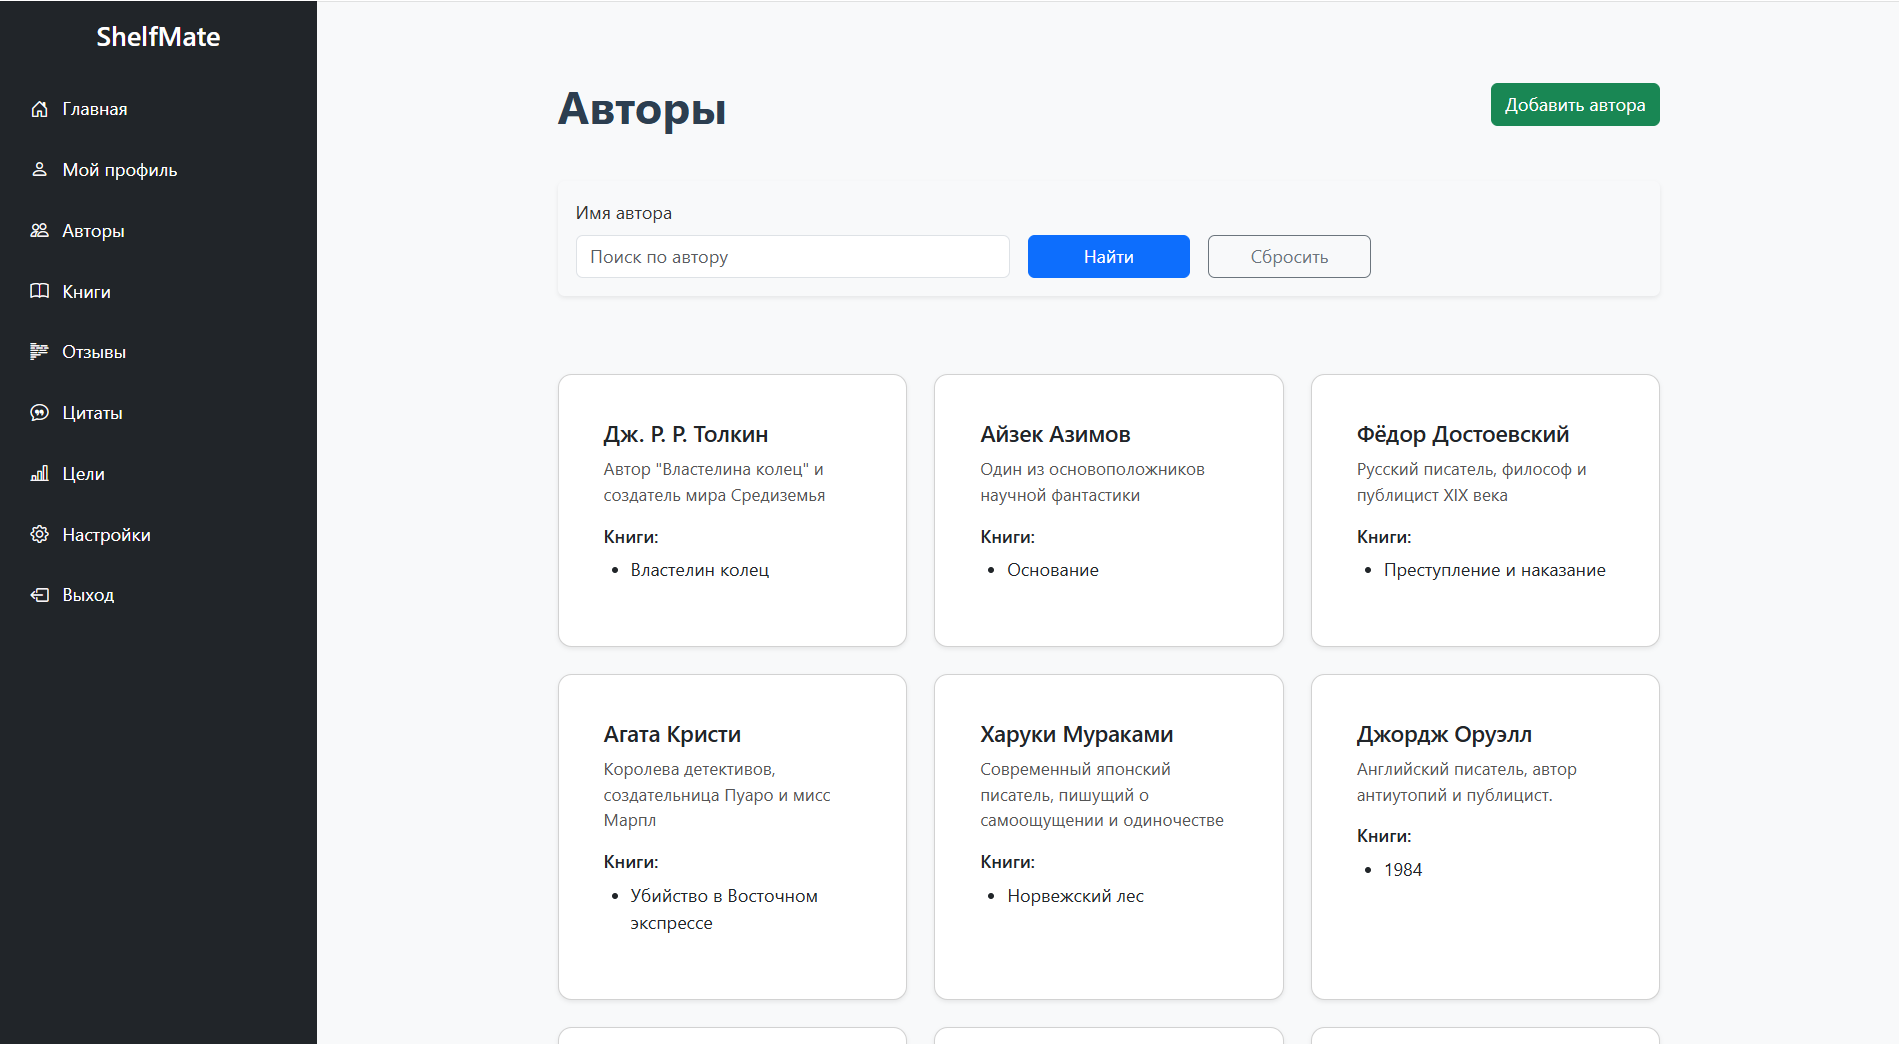 ShelfMate
Главная
Мой профиль
Авторы
Книги
Отзывы
Цитаты
Цели
Настройки
Выход
Авторы
Добавить автора
Имя автора
Поиск по автору
Найти
Сбросить
Дж. Р. Р. Толкин
Автор "Властелина колец" и
создатель мира Средиземья
Книги:
• Властелин колец
Айзек Азимов
Один из основоположников
научной фантастики
Книги:
• Основание
Фёдор Достоевский
Русский писатель, философ и
публицист XIX века
Книги:
• Преступление и наказание
Агата Кристи
Королева детективов,
создательница Пуаро и мисс
Марпл
Книги:
• Убийство в Восточном
экспрессе
Харуки Мураками
Современный японский
писатель, пишущий о
самоощущении и одиночестве
Книги:
• Норвежский лес
Джордж Оруэлл
Английский писатель, автор
антиутопий и публицист.
Книги:
• 1984